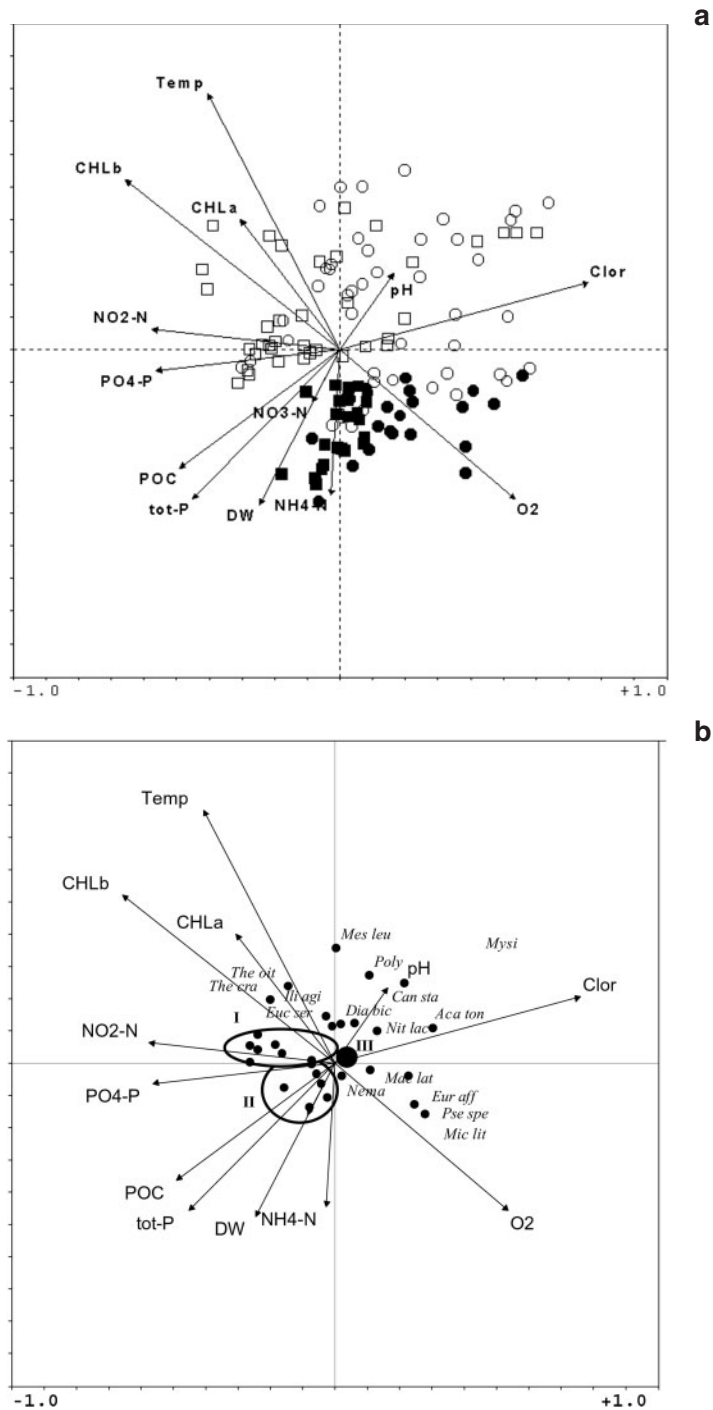 a
Temp
CHLb
CHLa
Clor
pH
NO2-N
PO4-P
NO3-N
POC
tot-P
DW
NH4-N
O2
-1.0
+1.0
b
Temp
CHLb
CHLa
Mes leu
Mysi
Poly
pH
The oit
The cra
Ili agi
Can sta
Clor
Euc ser
Dia bic
Aca ton
I
Nit lac
NO2-N
III
PO4-P
Mac lat
Nema
Eur aff
II
Pse spe
Mic lit
POC
tot-P
DW
NH4-N
O2
-1.0
+1.0